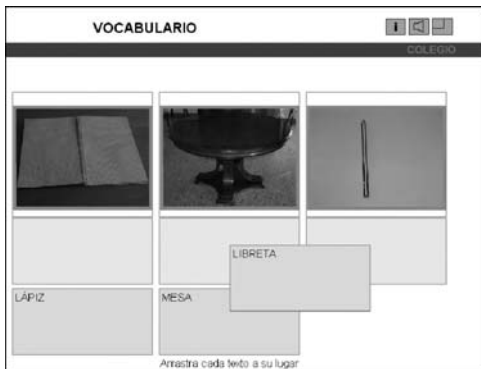 VOCABULARIO
COLEGIO
LIBRETA
LÁPIZ
MESA
Arrastra cada texto a su lugar